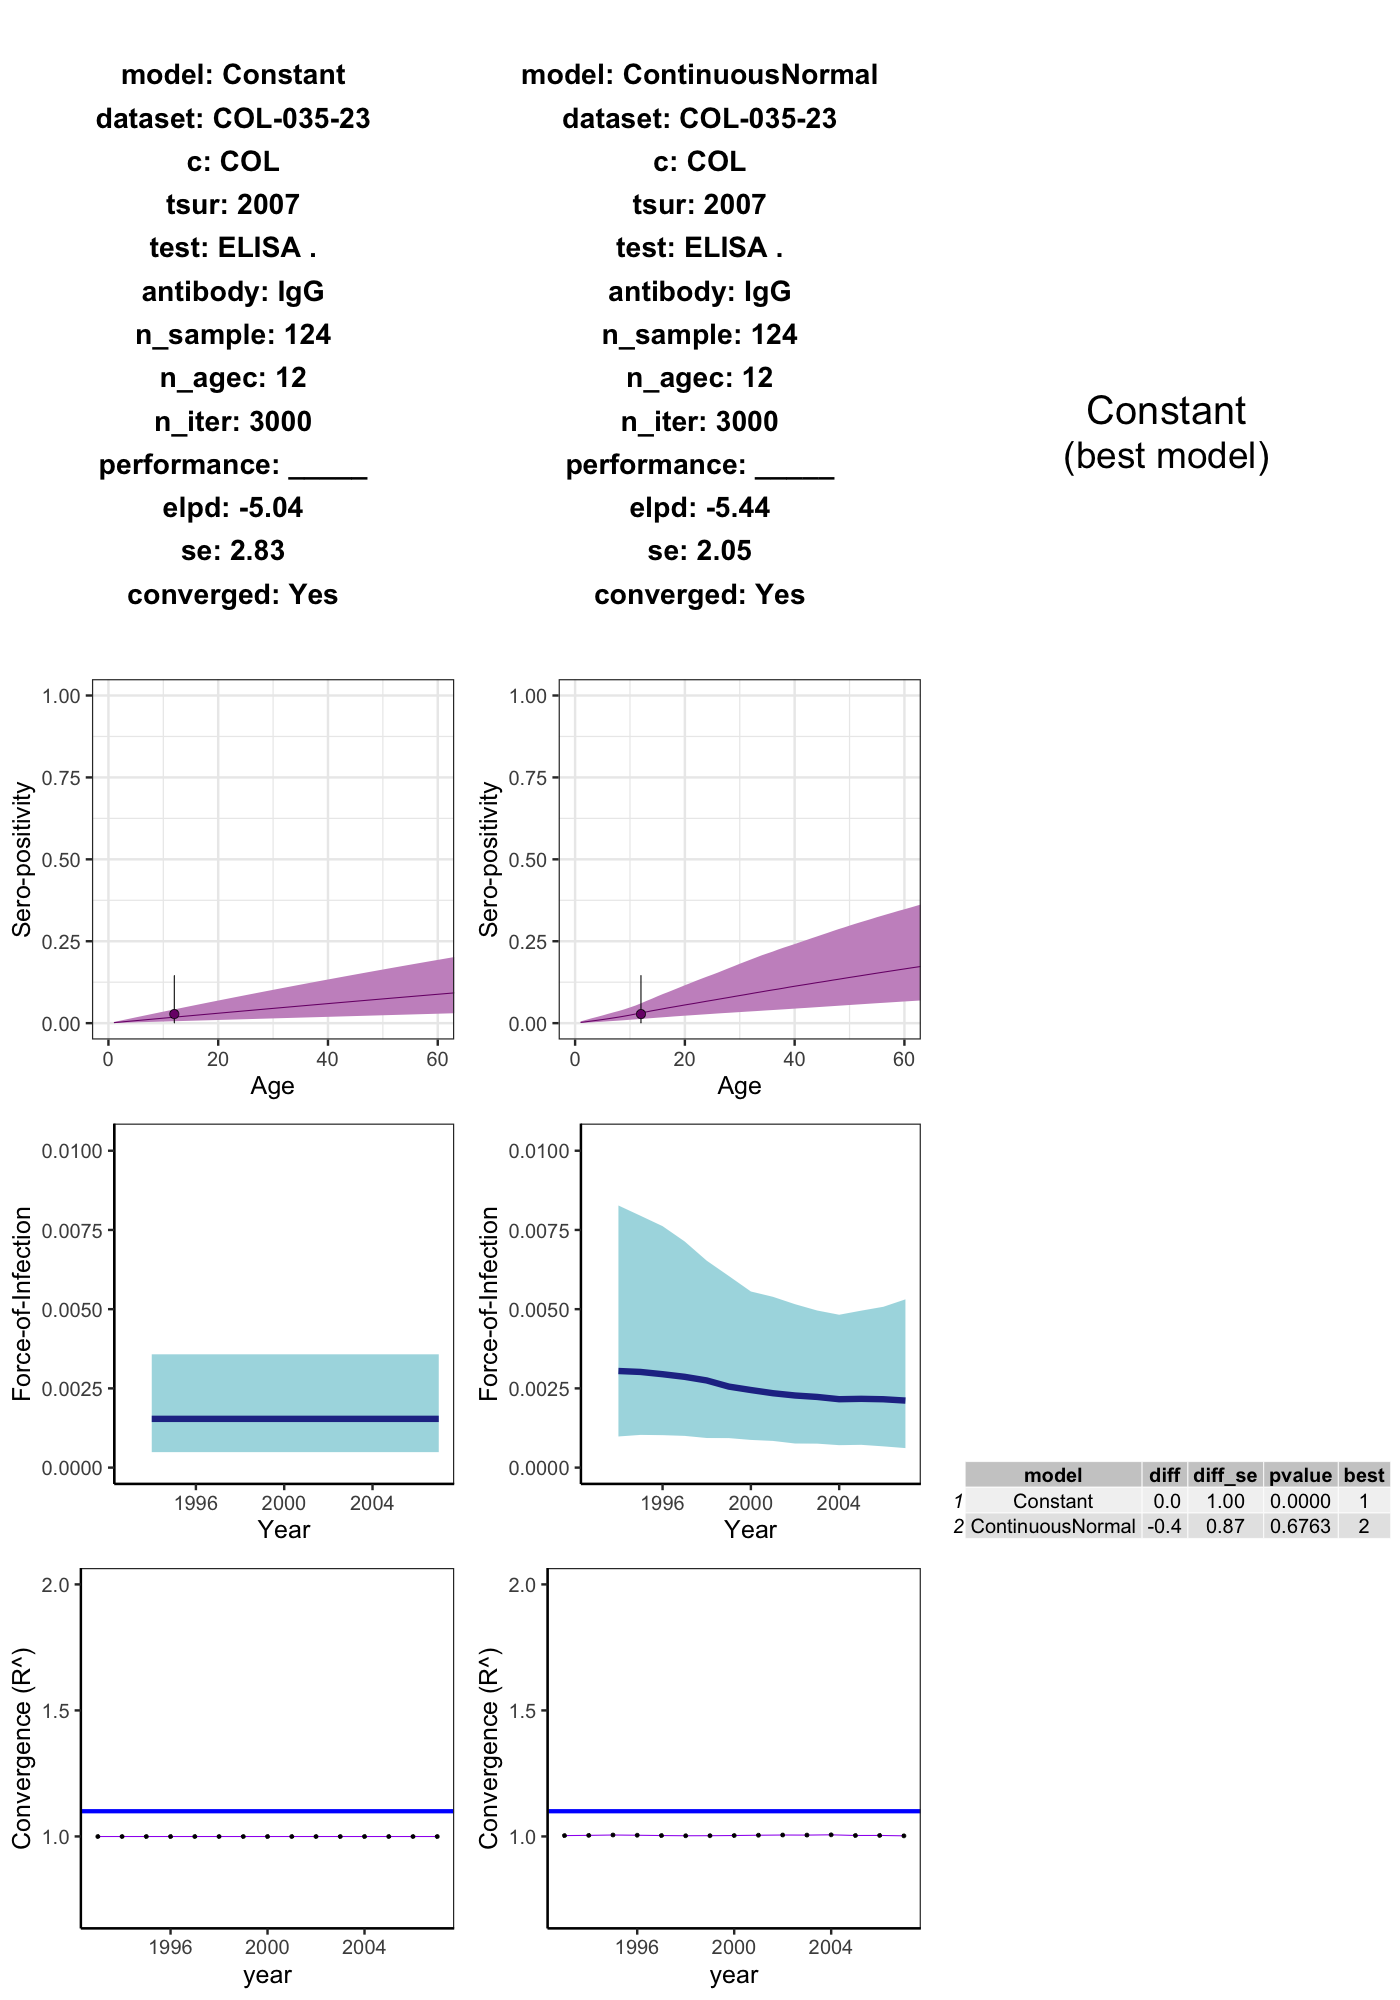 model: Constant
dataset: COL-035-23
c: COL
tsur: 2007
test: ELISA .
antibody: IgG
n_sample: 124
n_agec: 12
n_iter: 3000
performance: _____
elpd: -5.04
se: 2.83
converged: Yes
model: ContinuousNormal
dataset: COL-035-23
c: COL
tsur: 2007
test: ELISA .
antibody: IgG
n_sample: 124
n_agec: 12
n_iter: 3000
performance: _____
elpd: -5.44
se: 2.05
converged: Yes
Constant
(best model)
Sero-positivity
1.00
0.75
0.50
0.25
0.00
0 20 40 60
Age
Sero-positivity
1.00
0.75
0.50
0.25
0.00
0 20 40 60
Age
Force-of-Infection
0.0100
0.0075
0.0050
0.0025
0.0000
1996 2000 2004
Year
Force-of-Infection
0.0100
0.0075
0.0050
0.0025
0.0000
1996 2000 2004
Year
model diff diff_se pvalue best
1 Constant 0.0 1.00 0.0000 1
2 ContinuousNormal -0.4 0.87 0.6763 2
Convergence (R^)
2.0
1.5
1.0
1996 2000 2004
year
Convergence (R^)
2.0
1.5
1.0
1996 2000 2004
year